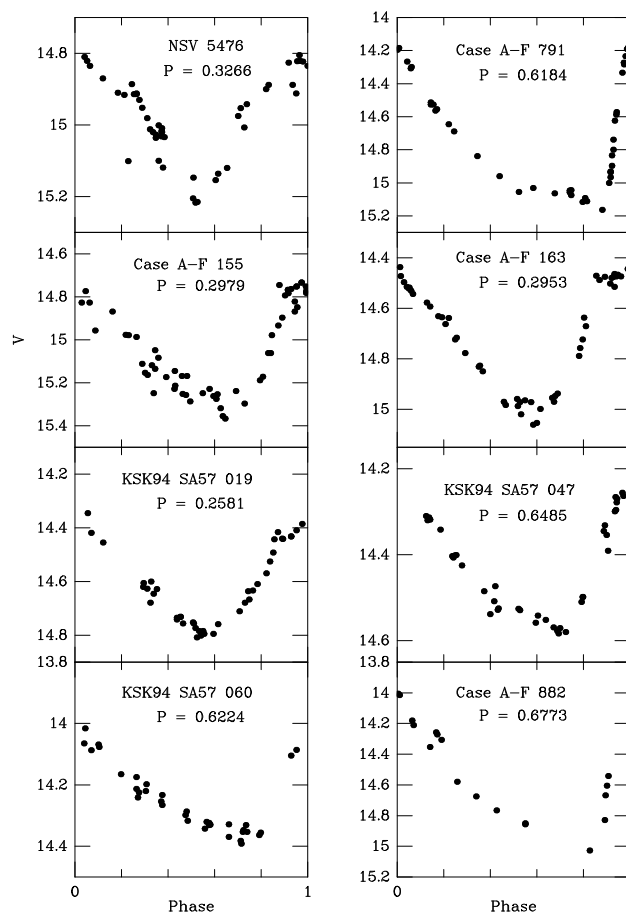 NSV 5476
P = 0.3266
14.8
15
15.2
Case A-F 791
P = 0.6184
14
14.2
14.4
14.6
14.8
15
15.2
Case A-F 155
P = 0.2979
14.6
14.8
15
15.2
15.4
V
Case A-F 163
P = 0.2953
14.4
14.6
14.8
15
KSK94 SA57 019
P = 0.2581
14.2
14.4
14.6
14.8
KSK94 SA57 047
P = 0.6485
14.2
14.4
14.6
KSK94 SA57 060
P = 0.6224
13.8
14
14.2
14.4
0
1
Phase
Case A-F 882
P = 0.6773
13.8
14
14.2
14.4
14.6
14.8
15
15.2
0
Phase